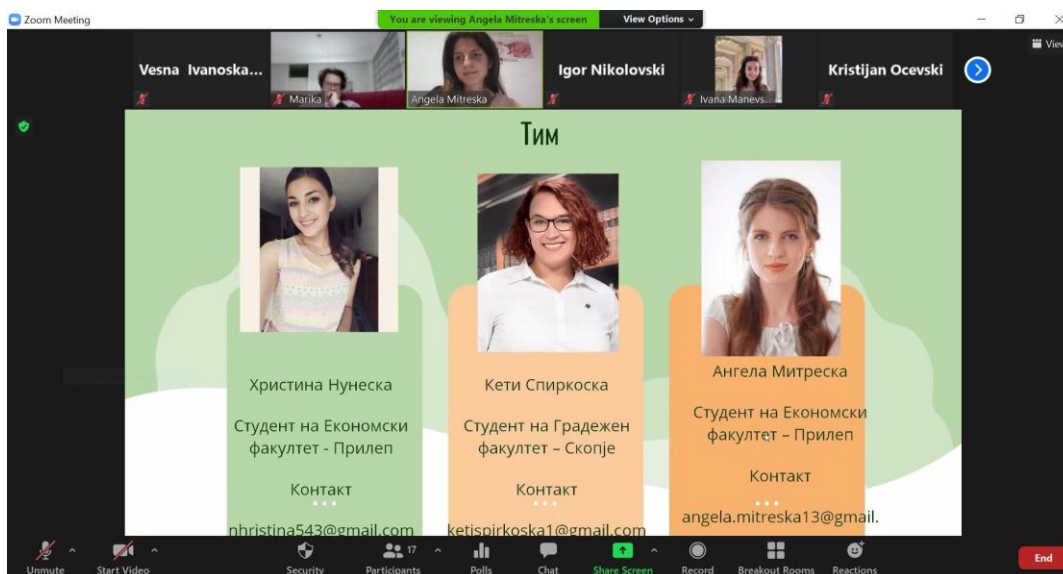 Zoom Meeting
You are viewing Angela Mitreska's screen
View Options
View
Vesna Ivanoska...
Marika
Angela Mitreska
Igor Nikolovski
Ivana Manevs...
Kristijan Ocevski
Тим
Христина Нунеска
Студент на Економски
факултет - Прилеп
Контакт
nhristina543@gmail.com
Кети Спиркоска
Студент на Градежен
факултет – Скопје
Контакт
ketispirkoska1@gmail.com
Ангела Митреска
Студент на Економски
факултет – Прилеп
Контакт
angela.mitreska13@gmail.
Unmute
Start Video
Security
Participants
17
Polls
Chat
Share Screen
Record
Breakout Rooms
Reactions
End